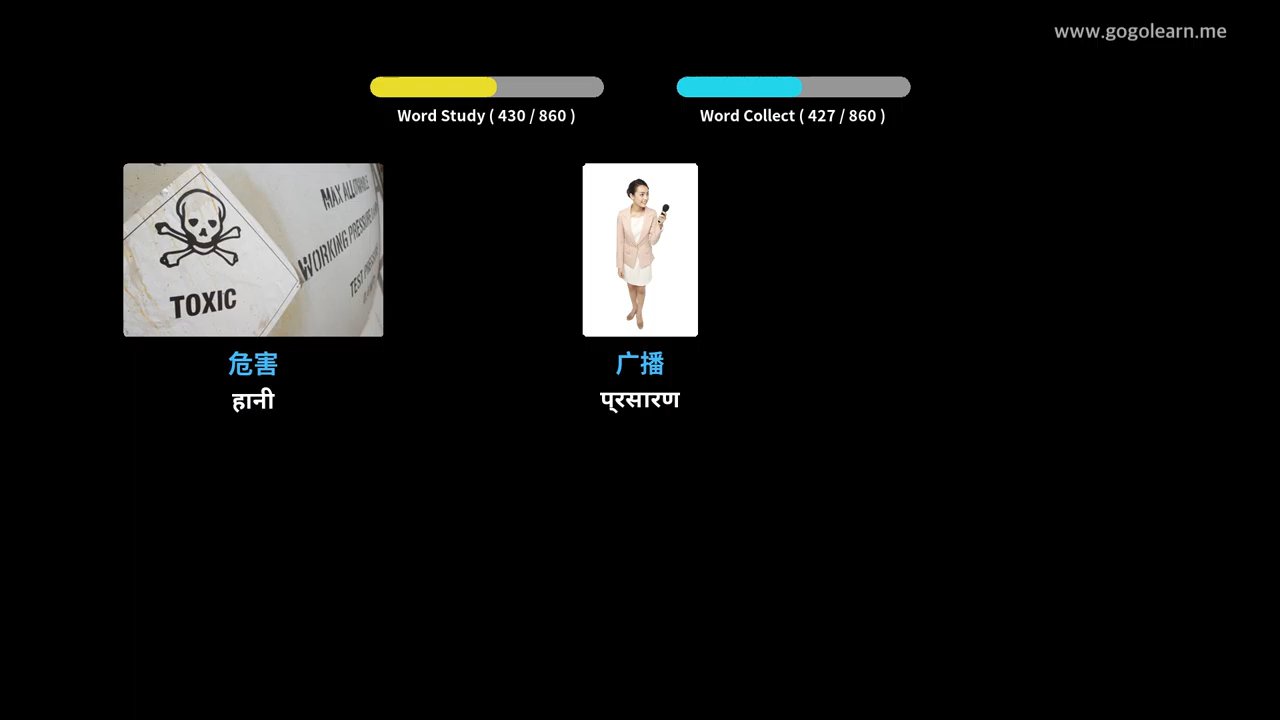 www.gogolearn.me
Word Study ( 430 / 860 )
Word Collect ( 427 / 860 )
MAX ALLOWABLE
WORKING PRESSURE
TEST PRESS
TOXIC
危害
广播
हानी
प्रसारण